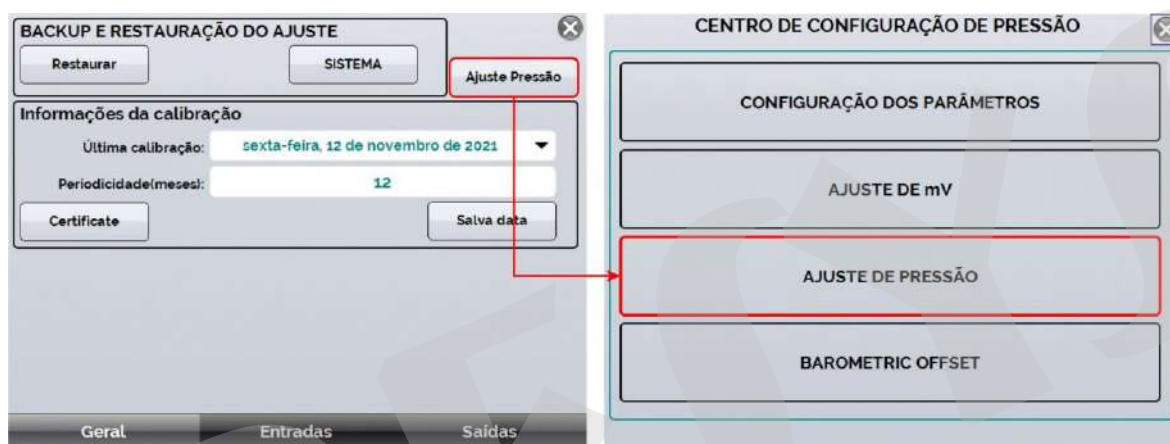 BACKUP E RESTAURAÇÃO DO AJUSTE
Restaurar
SISTEMA
Ajuste Pressão
Informações da calibração
Última calibração:
sexta-feira, 12 de novembro de 2021
Periodicidade(meses):
12
Certificate
Salva data
Geral
Entradas
Saídas
CENTRO DE CONFIGURAÇÃO DE PRESSÃO
CONFIGURAÇÃO DOS PARÂMETROS
AJUSTE DE mV
AJUSTE DE PRESSÃO
BAROMETRIC OFFSET